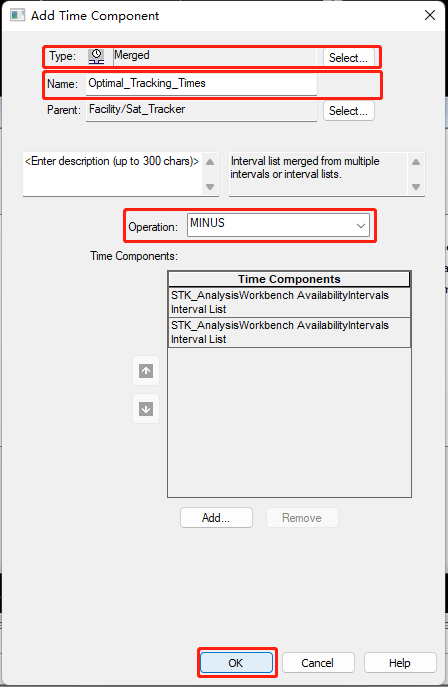 Add Time Component
Type: Merged Select...
Name: Optimal_Tracking_Times
Parent: Facility/Sat_Tracker Select...
<Enter description (up to 300 chars)>
Interval list merged from multiple
intervals or interval lists.
Operation: MINUS
Time Components:
Time Components
STK_AnalysisWorkbench AvailabilityIntervals
Interval List
STK_AnalysisWorkbench AvailabilityIntervals
Interval List
Add... Remove
OK Cancel Help